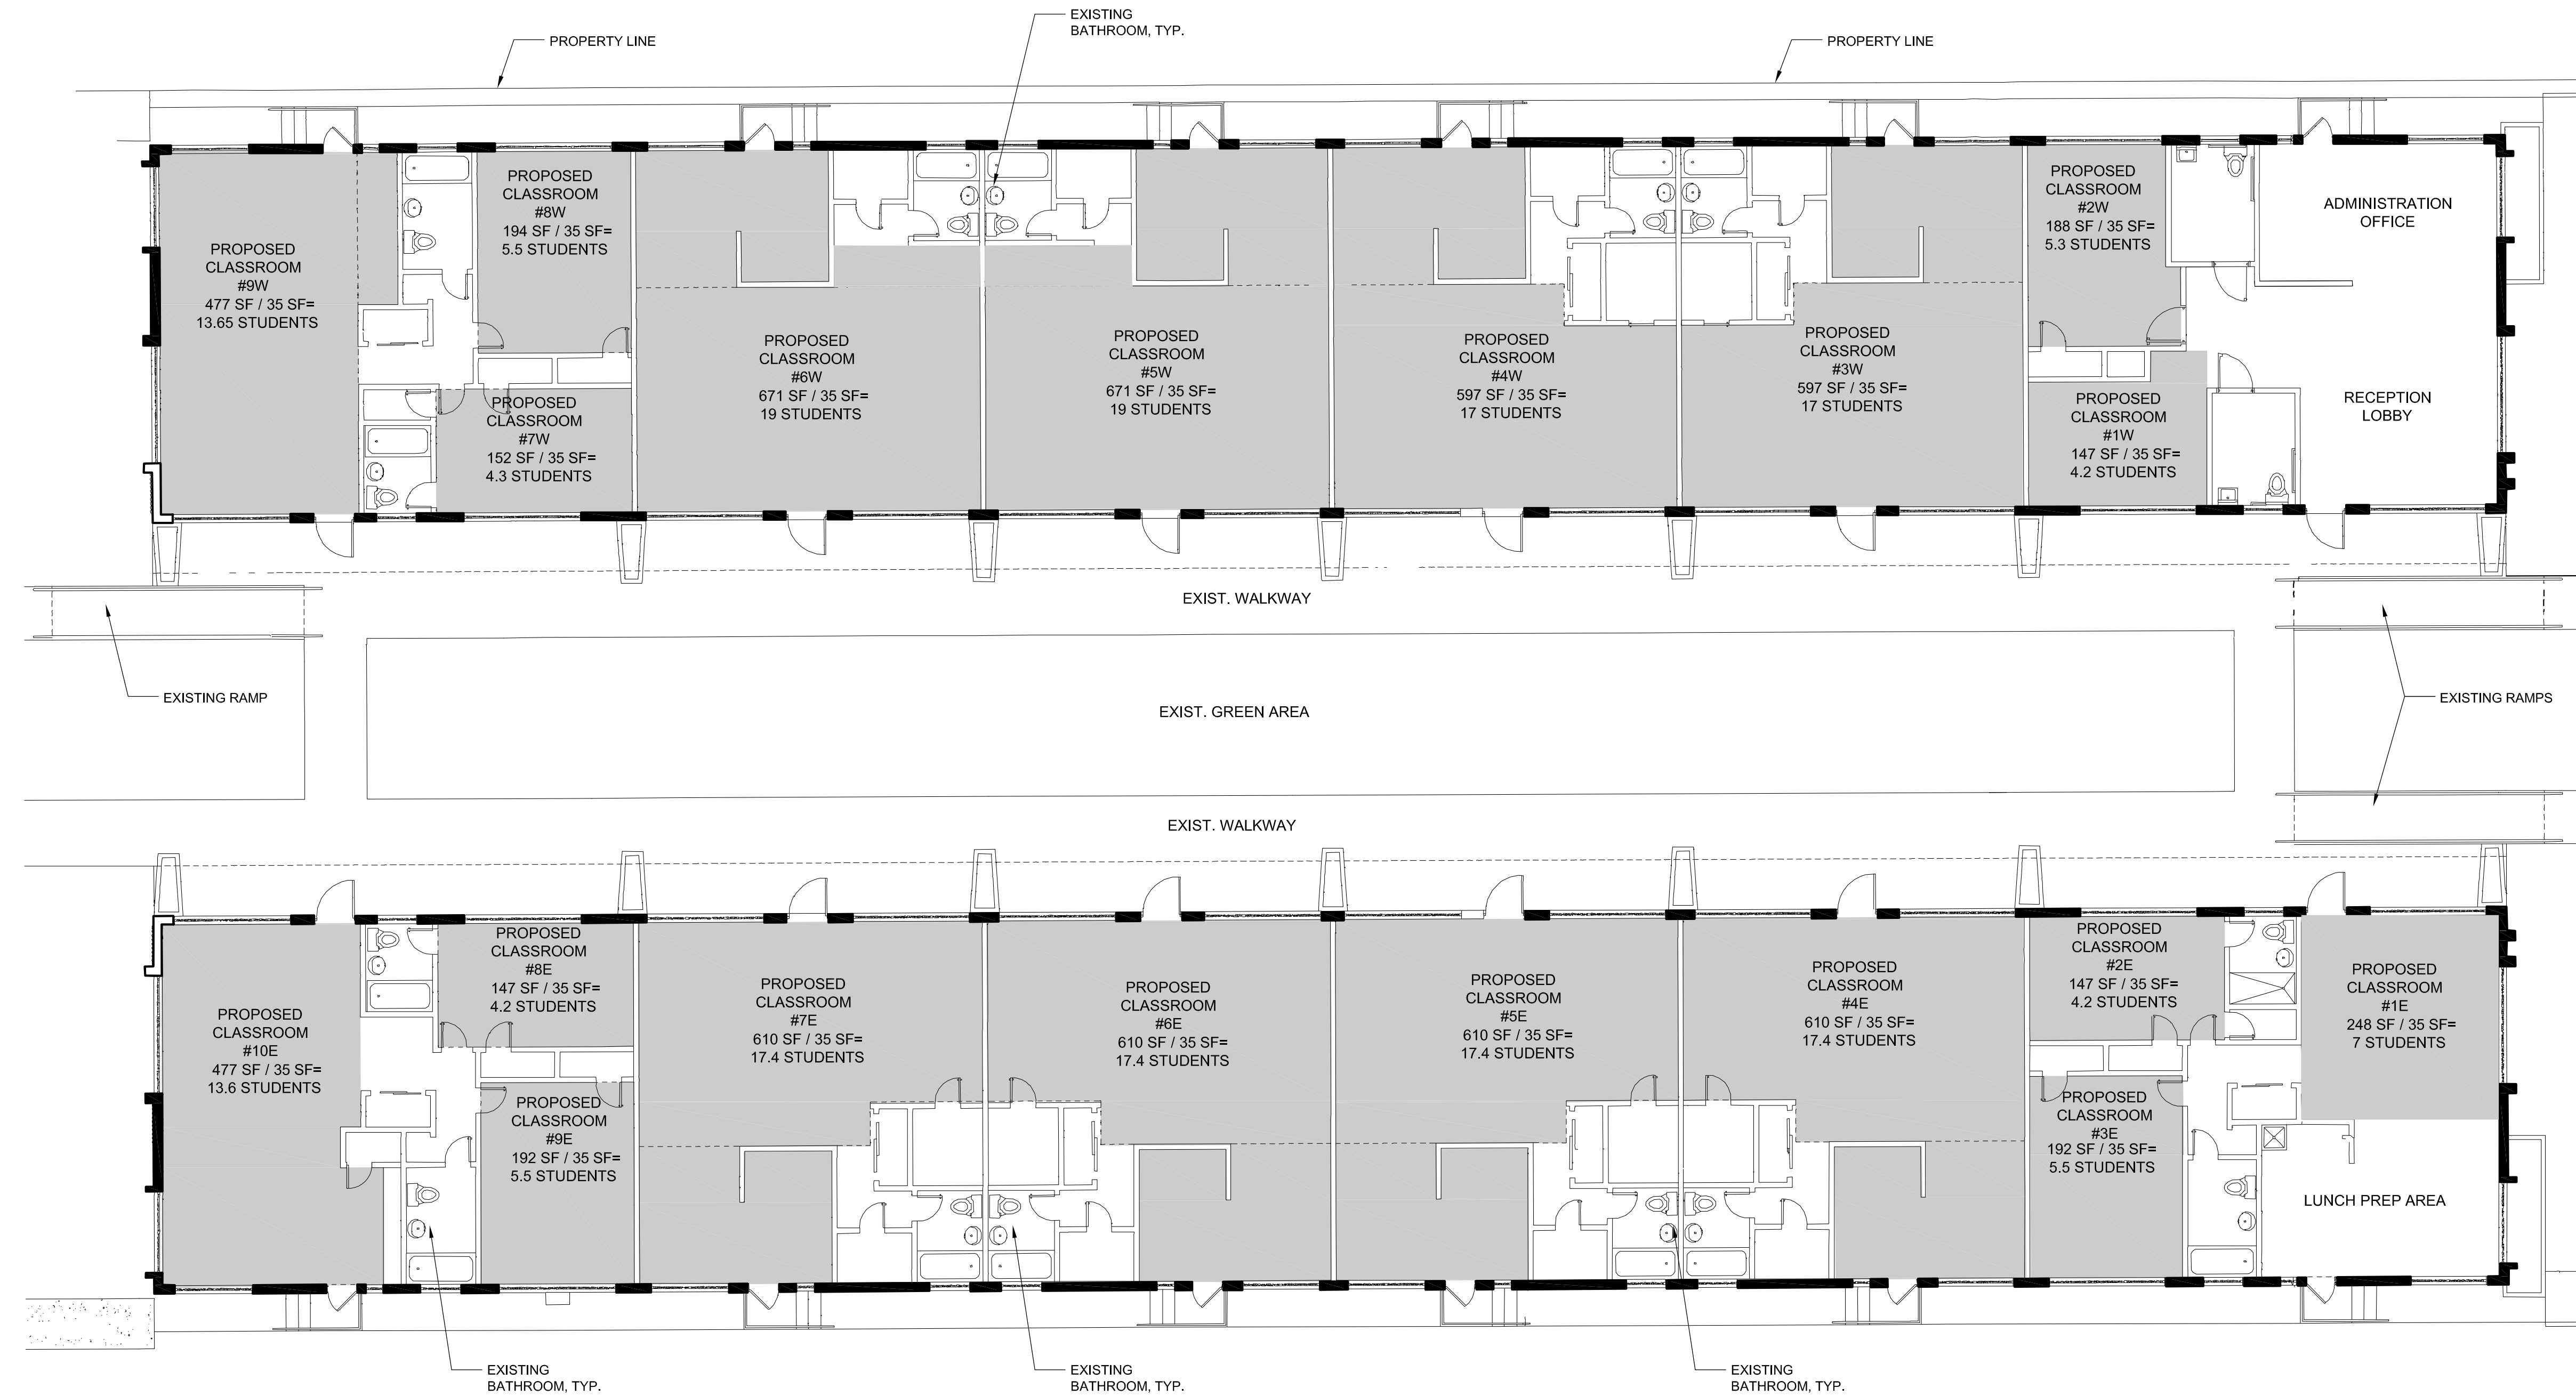 EXISTING
BATHROOM, TYP.
PROPERTY LINE
PROPERTY LINE
PROPOSED
CLASSROOM
#9W
477 SF / 35 SF=
13.65 STUDENTS
PROPOSED
CLASSROOM
#8W
194 SF / 35 SF=
5.5 STUDENTS
PROPOSED
CLASSROOM
#7W
152 SF / 35 SF=
4.3 STUDENTS
PROPOSED
CLASSROOM
#6W
671 SF / 35 SF=
19 STUDENTS
PROPOSED
CLASSROOM
#5W
671 SF / 35 SF=
19 STUDENTS
PROPOSED
CLASSROOM
#4W
597 SF / 35 SF=
17 STUDENTS
PROPOSED
CLASSROOM
#3W
597 SF / 35 SF=
17 STUDENTS
PROPOSED
CLASSROOM
#2W
188 SF / 35 SF=
5.3 STUDENTS
PROPOSED
CLASSROOM
#1W
147 SF / 35 SF=
4.2 STUDENTS
ADMINISTRATION
OFFICE
RECEPTION
LOBBY
EXIST. WALKWAY
EXISTING RAMP
EXIST. GREEN AREA
EXISTING RAMPS
EXIST. WALKWAY
PROPOSED
CLASSROOM
#10E
477 SF / 35 SF=
13.6 STUDENTS
PROPOSED
CLASSROOM
#8E
147 SF / 35 SF=
4.2 STUDENTS
PROPOSED
CLASSROOM
#9E
192 SF / 35 SF=
5.5 STUDENTS
PROPOSED
CLASSROOM
#7E
610 SF / 35 SF=
17.4 STUDENTS
PROPOSED
CLASSROOM
#6E
610 SF / 35 SF=
17.4 STUDENTS
PROPOSED
CLASSROOM
#5E
610 SF / 35 SF=
17.4 STUDENTS
PROPOSED
CLASSROOM
#4E
610 SF / 35 SF=
17.4 STUDENTS
PROPOSED
CLASSROOM
#2E
147 SF / 35 SF=
4.2 STUDENTS
PROPOSED
CLASSROOM
#3E
192 SF / 35 SF=
5.5 STUDENTS
PROPOSED
CLASSROOM
#1E
248 SF / 35 SF=
7 STUDENTS
LUNCH PREP AREA
EXISTING
BATHROOM, TYP.
EXISTING
BATHROOM, TYP.
EXISTING
BATHROOM, TYP.